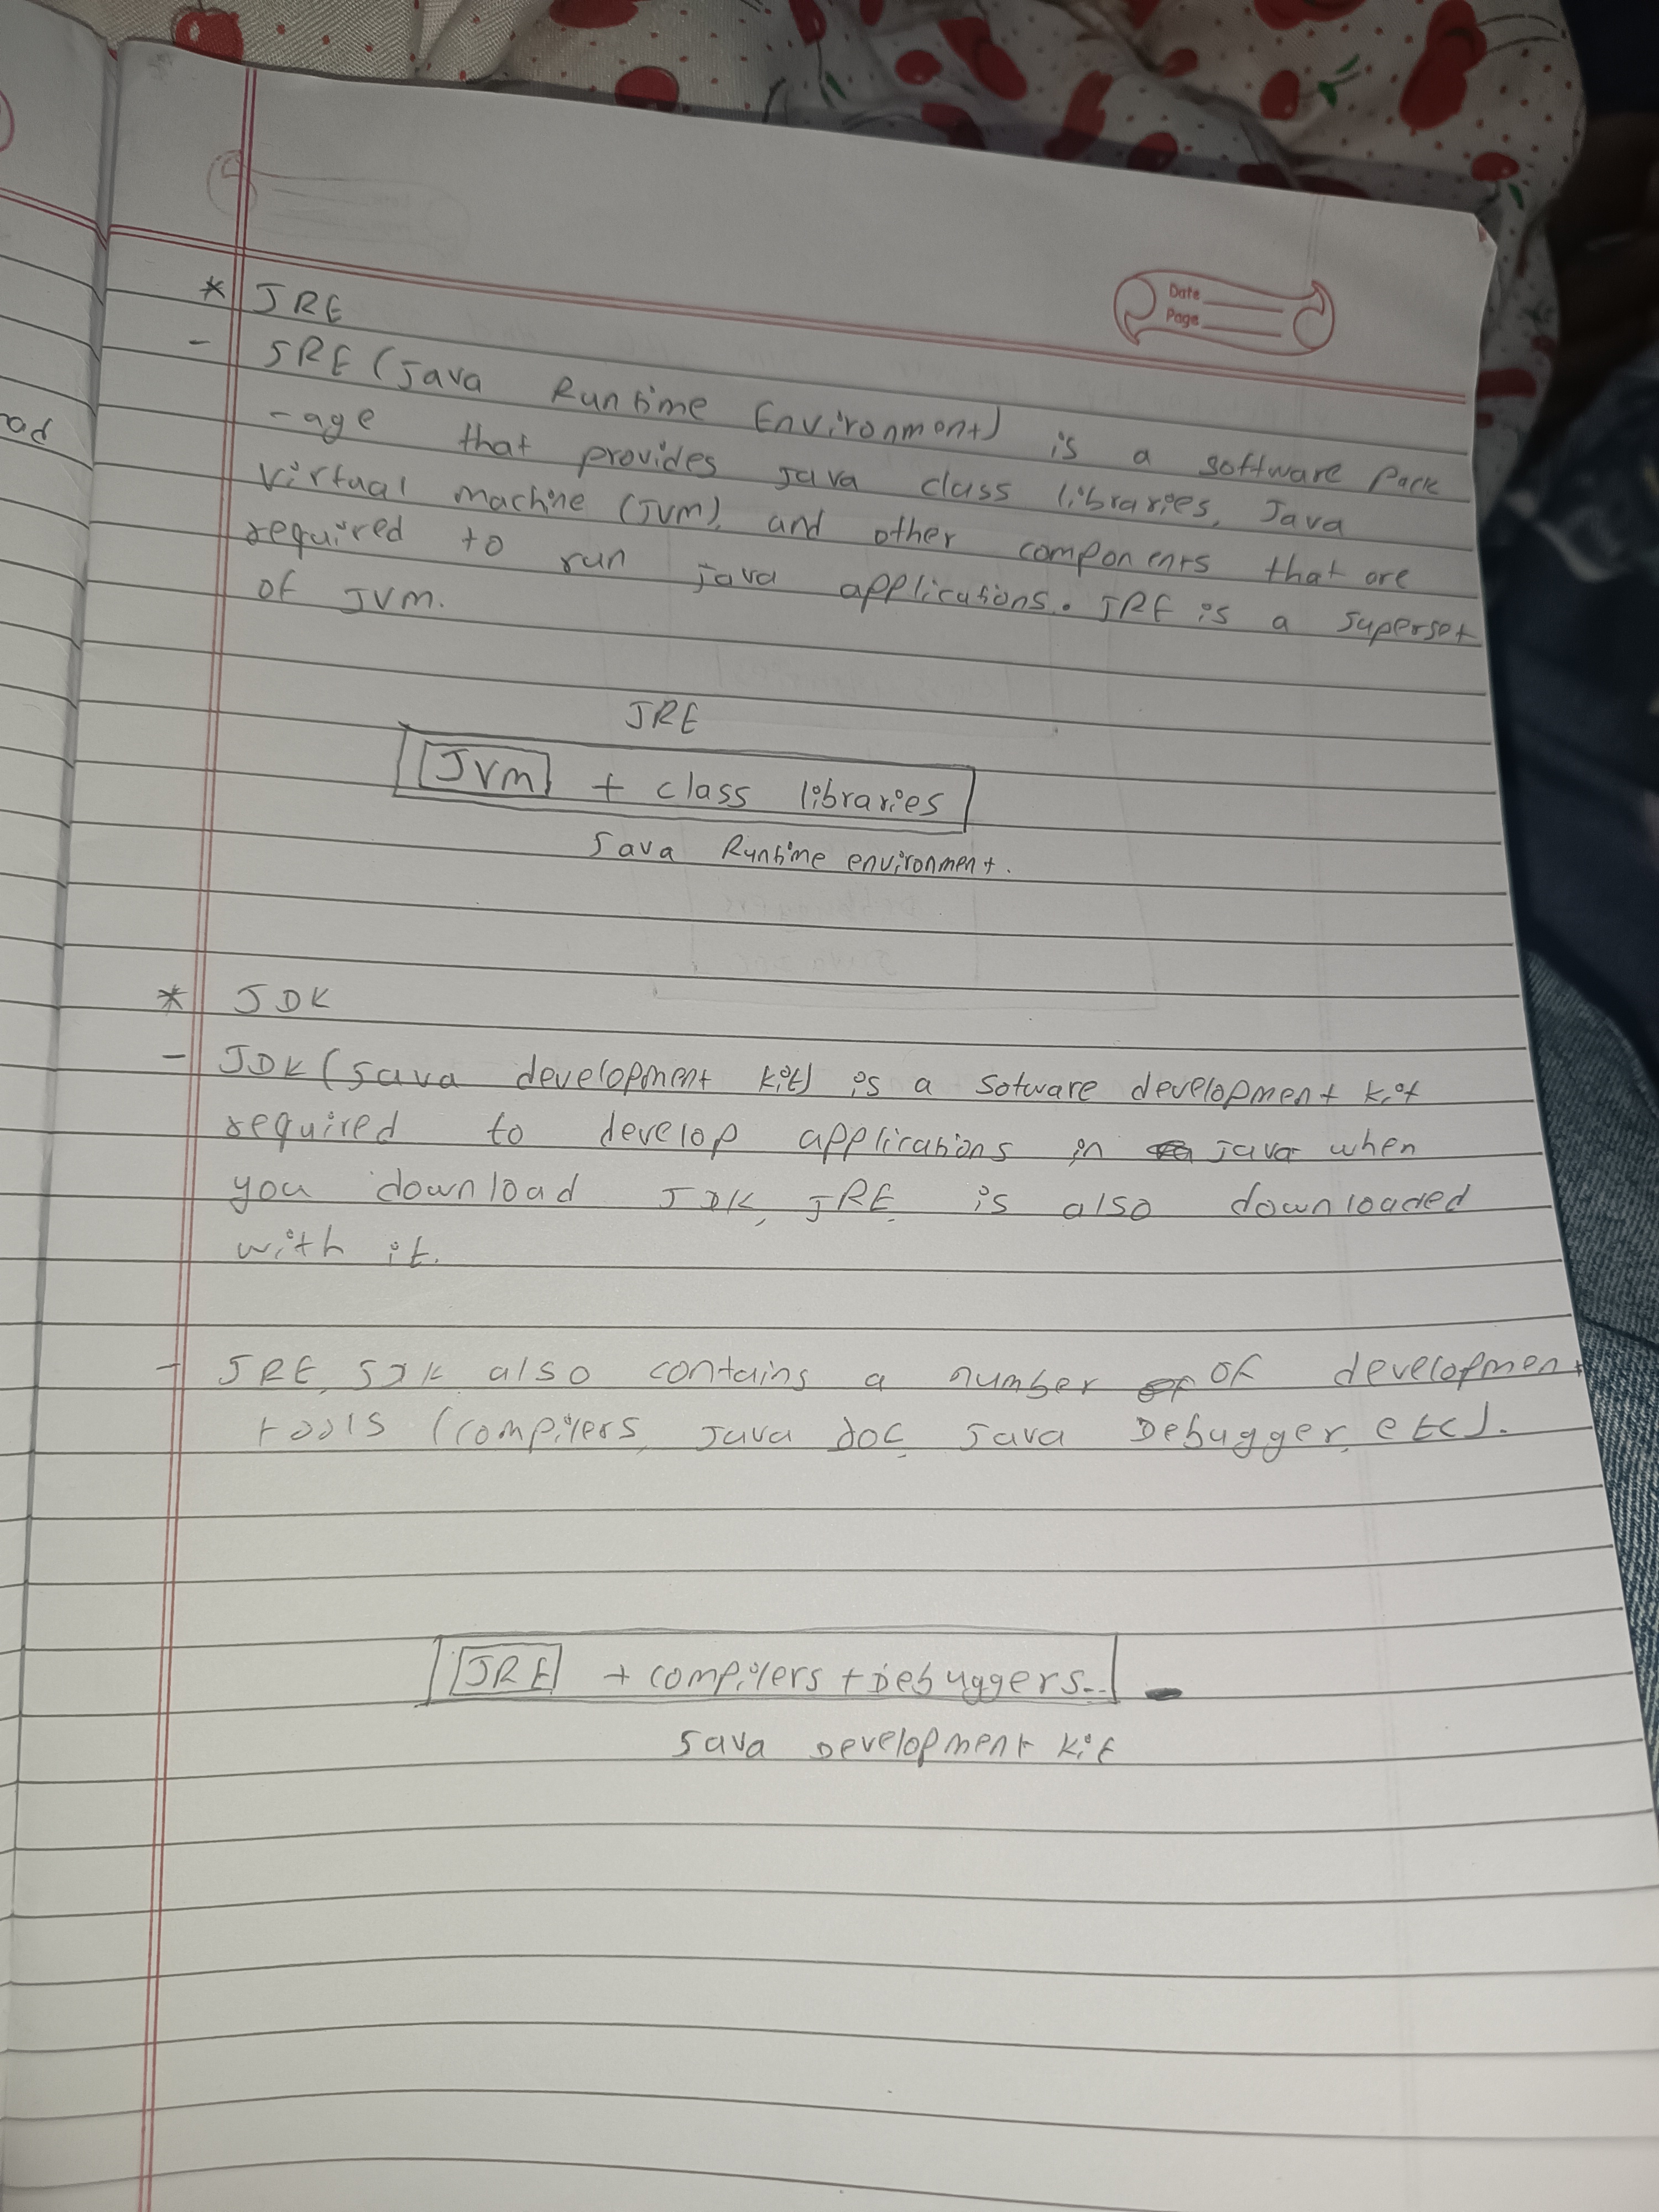 ad
Date
Page
* JRE
- JRE (Java Runtime Environment) is a software pack
-age that provides Java class libraries, Java
virtual machine (JVM), and other components that are
required to run java applications. JRE is a superset
of JVM.
JRE
JVM + class libraries
Java Runtime environment.
* JDK
- JDK (Java development kit) is a sotware development kit
required to develop applications in java when
you download JDK, JRE, is also downloaded
with it.
- JRE, JDK also contains a number of development
tools (compilers, Java doc, Java Debugger, etc).
JRE + compilers + Debuggers..
Java Development Kit